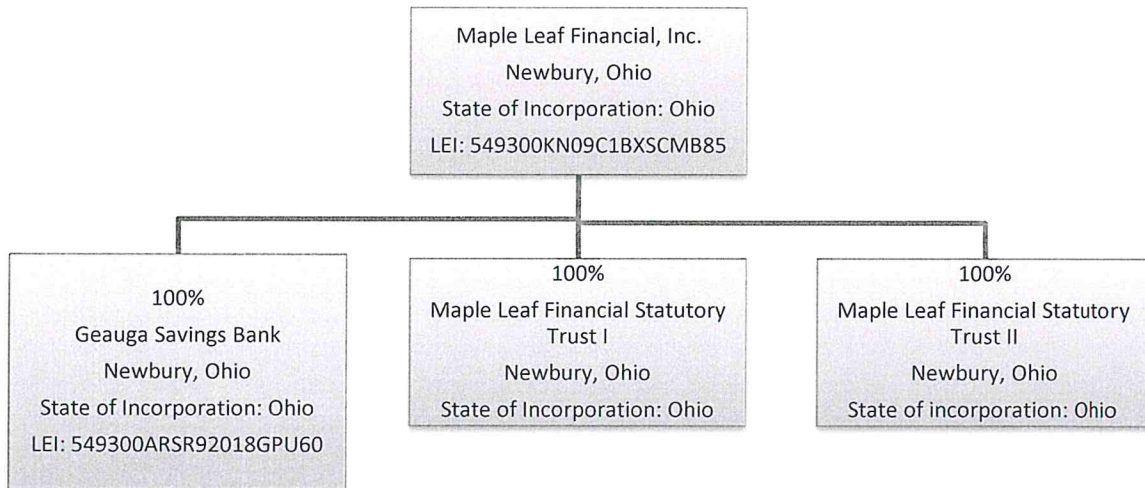 Maple Leaf Financial, Inc.
Newbury, Ohio
State of Incorporation: Ohio
LEI: 549300KN09C1BXSCMB85
100%
Geauga Savings Bank
Newbury, Ohio
State of Incorporation: Ohio
LEI: 549300ARSR92018GPU60
100%
Maple Leaf Financial Statutory
Trust I
Newbury, Ohio
State of Incorporation: Ohio
100%
Maple Leaf Financial Statutory
Trust II
Newbury, Ohio
State of incorporation: Ohio